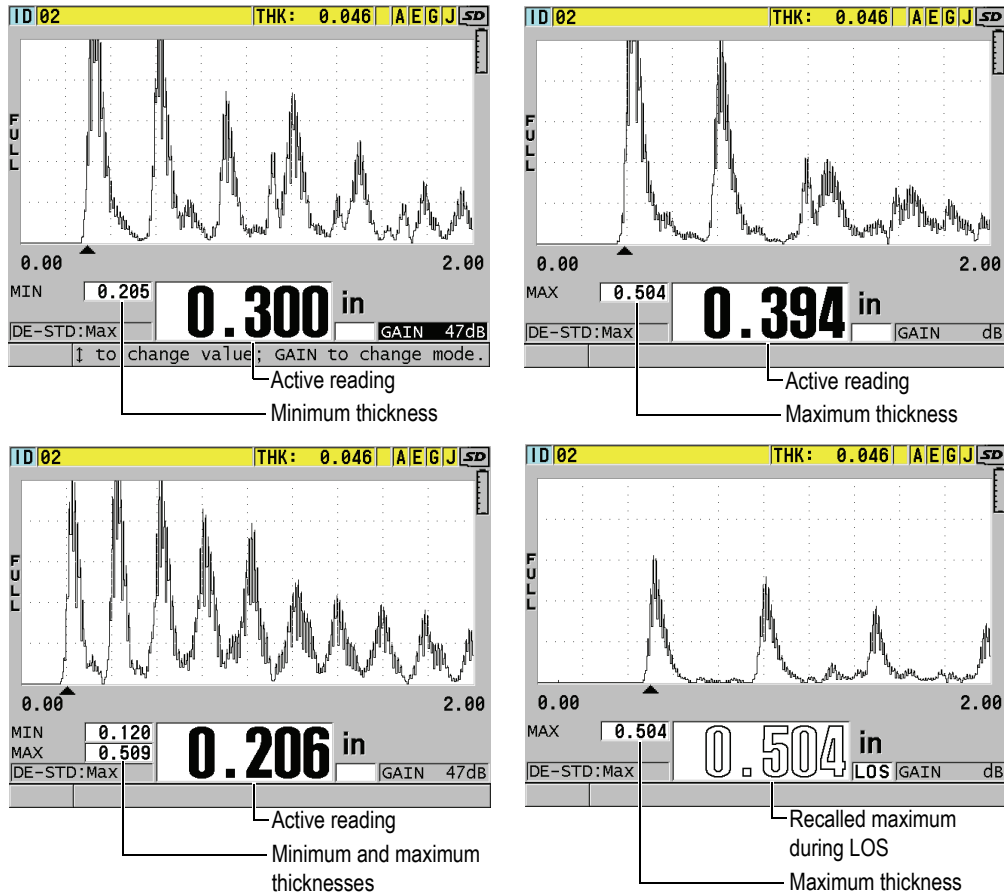 ID 02 THK: 0.046 A E G J SD
FULL
0.00 2.00
MIN 0.205 0.300 in
DE-STD:Max GAIN 47dB
↕ to change value; GAIN to change mode.
Active reading
Minimum thickness
ID 02 THK: 0.046 A E G J SD
FULL
0.00 2.00
MAX 0.504 0.394 in
DE-STD:Max GAIN dB
Active reading
Maximum thickness
ID 02 THK: 0.046 A E G J SD
FULL
0.00 2.00
MIN 0.120
MAX 0.509 0.206 in
DE-STD:Max GAIN 47dB
Active reading
Minimum and maximum
thicknesses
ID 02 THK: 0.046 A E G J SD
FULL
0.00 2.00
MAX 0.504 0.504 in
DE-STD:Max LOS GAIN dB
Recalled maximum
during LOS
Maximum thickness